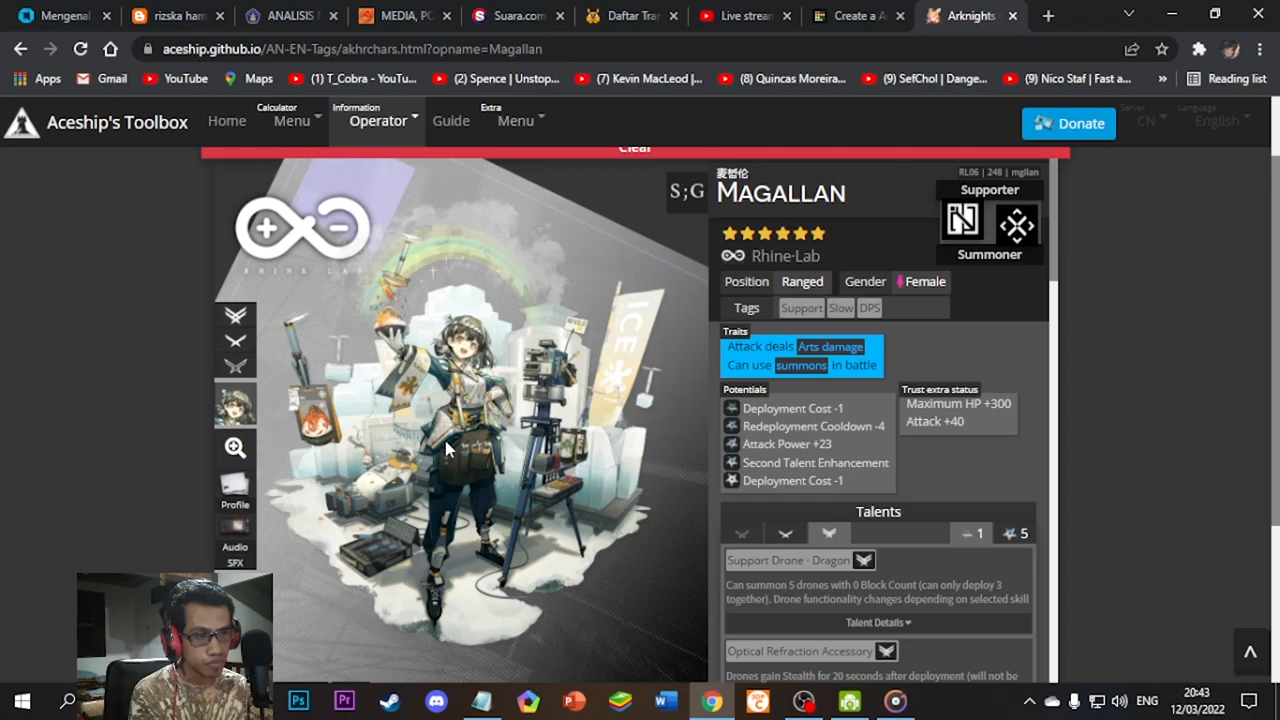 Mengenal
rizska ham
ANALISIS F
MEDIA, PO
Suara.com
Daftar Tran
Live stream
Create a A
Arknights
aceship.github.io/AN-EN-Tags/akhrchars.html?opname=Magallan
Apps
Gmail
YouTube
Maps
(1) T_Cobra - YouTu...
(2) Spence | Unstop...
(7) Kevin MacLeod |...
(8) Quincas Moreira...
(9) SefChol | Dange...
(9) Nico Staf | Fast a...
»
Reading list
Aceship's Toolbox
Home
Calculator
Menu
Information
Operator
Guide
Extra
Menu
Donate
Server
CN
Language
English
Clear
RHINE LAB
S;G
ICE
Profile
Audio
SFX
麦哲伦
MAGALLAN
RL06 | 248 | mgllan
Supporter
Summoner
Rhine·Lab
Position Ranged Gender Female
Tags Support Slow DPS
Traits
Attack deals Arts damage
Can use summons in battle
Potentials
Deployment Cost -1
Redeployment Cooldown -4
Attack Power +23
Second Talent Enhancement
Deployment Cost -1
Trust extra status
Maximum HP +300
Attack +40
Talents
1
5
Support Drone · Dragon
Can summon 5 drones with 0 Block Count (can only deploy 3
together). Drone functionality changes depending on selected skill
Talent Details
Optical Refraction Accessory
Drones gain Stealth for 20 seconds after deployment (will not be
ENG
20:43
12/03/2022